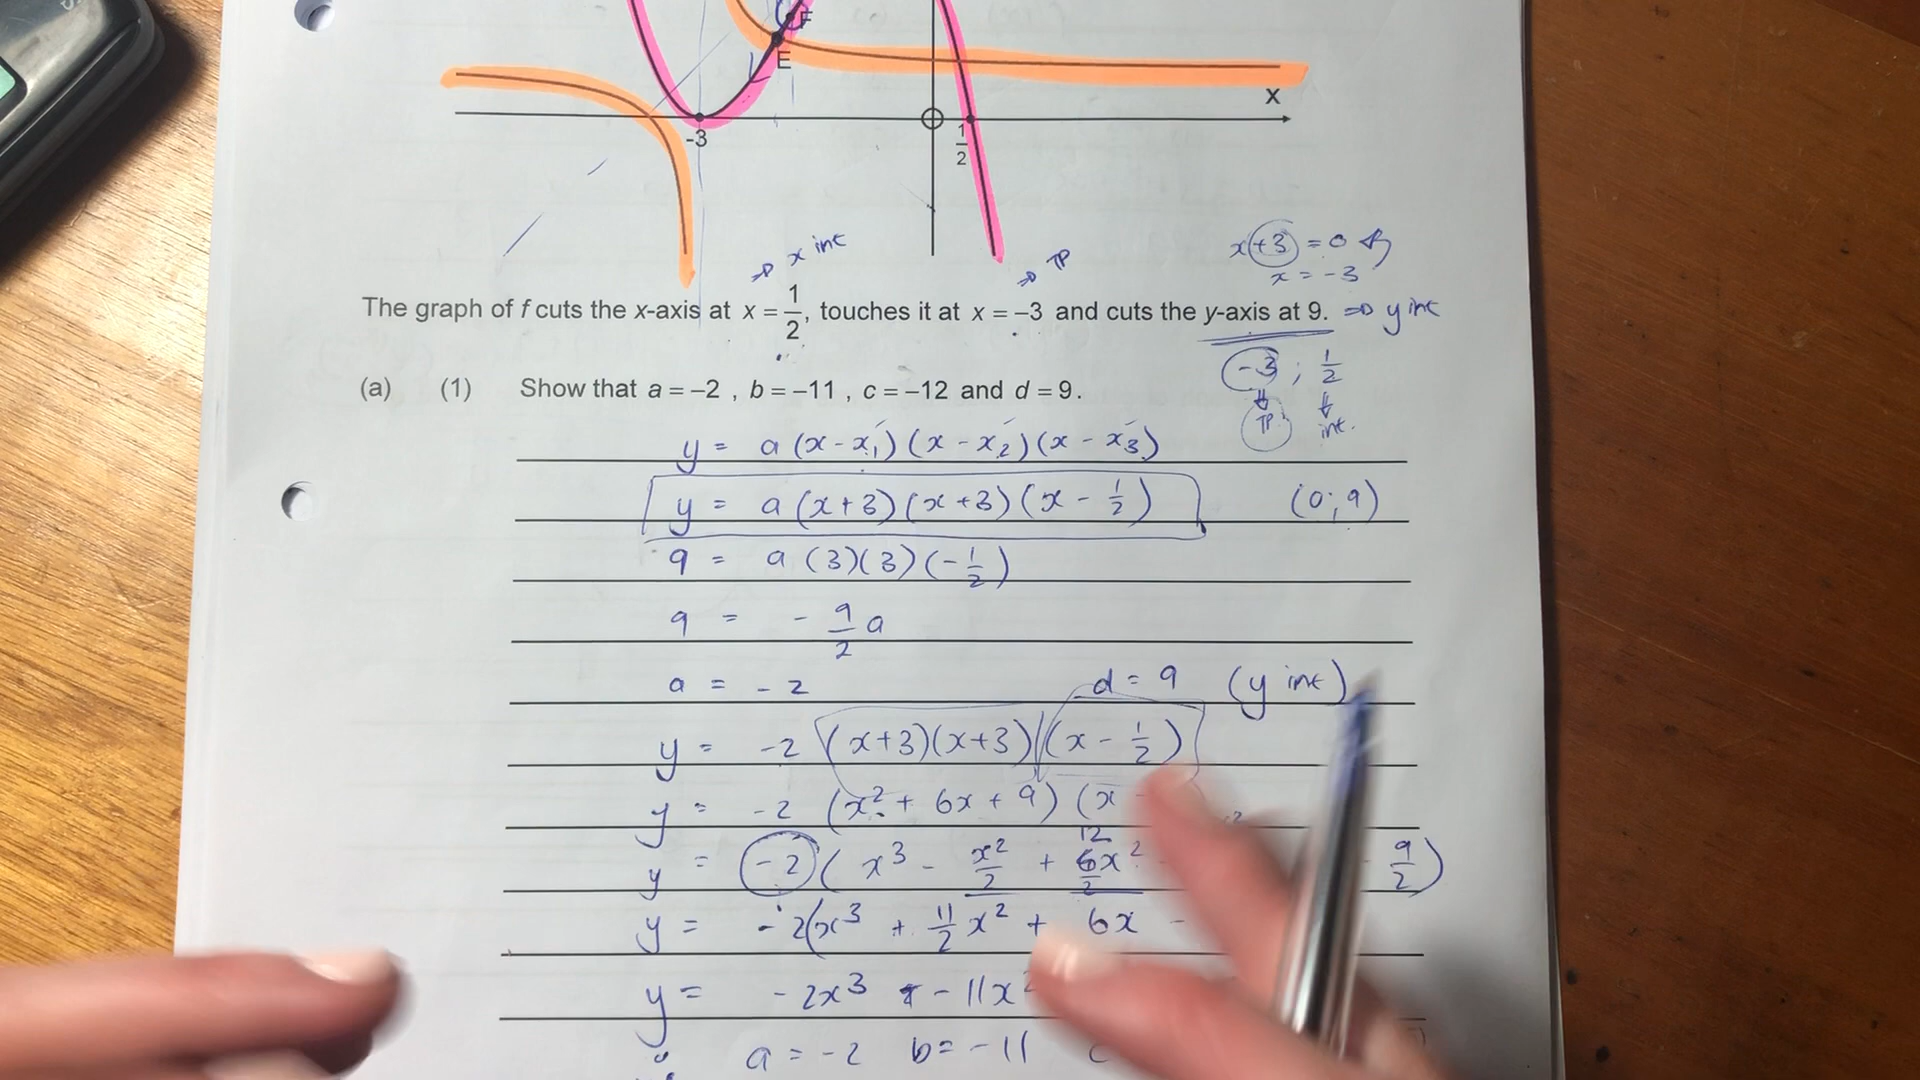 F
E
x
-3
1/2
x int
TP
x+3 = 0
x = -3
The graph of f cuts the x-axis at x = 1/2, touches it at x = −3 and cuts the y-axis at 9. ⇒ y int
-3 ; 1/2
TP int.
(a) (1) Show that a = −2 , b = −11 , c = −12 and d = 9.
y = a (x - x₁) (x - x₂) (x - x₃)
y = a (x+3) (x+3) (x - 1/2) (0;9)
9 = a (3)(3)(-1/2)
9 = - 9/2 a
a = -2 d = 9 (y int)
y = -2 (x+3)(x+3)(x - 1/2)
y = -2 (x² + 6x + 9) (x
y = -2 ( x³ - x²/2 + 12 6x²/2 9/2 )
y = -2(x³ + 11/2 x² + 6x -
y = -2x³ - 11x²
a = -2 b = -11 c